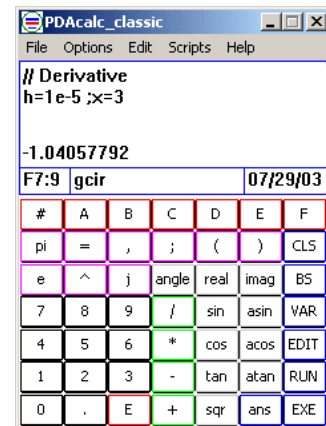 PDAcalc_classic
File Options Edit Scripts Help
// Derivative
h=1e-5 ;x=3
-1.04057792
F7:9 gcir 07/29/03
# A B C D E F
pi = , ; ( ) CLS
e ^ j angle real imag BS
7 8 9 / sin asin VAR
4 5 6 * cos acos EDIT
1 2 3 - tan atan RUN
0 . E + sqr ans EXE